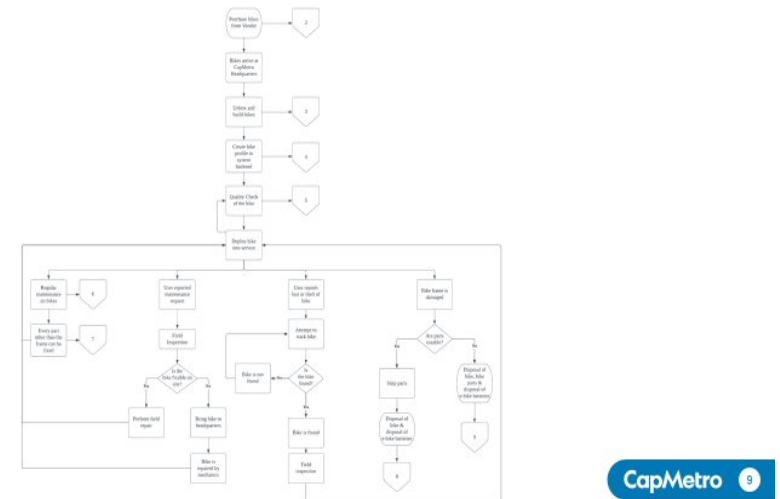 Purchase bikes
from Vendor
2
Bikes arrive at
CapMetro
Headquarters
Unbox and
build bikes
3
Create bike
profile in
system
backend
4
Quality Check
of the bike
5
Deploy bike
into service
Regular
maintenance
on bikes
6
User reported
maintenance
request
User reports
lost or theft of
bike
Bike frame is
damaged
Every part
other than the
frame can be
fixed
7
Field
Inspection
Attempt to
track bike
Are parts
usable?
Yes
No
Is the
bike fixable on
site?
Yes
No
Bike is not
found
No
Is
the bike
found?
Yes
Strip parts
Disposal of
bike, bike
parts &
disposal of
e-bike batteries
Perform field
repair
Bring bike to
headquarters
Bike is found
Disposal of
bike &
disposal of
e-bike batteries
9
Bike is
repaired by
mechanics
Field
inspection
8
CapMetro
9